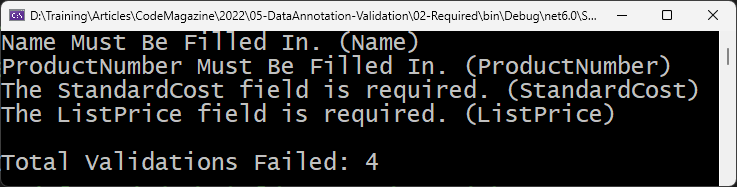 D:\Training\Articles\CodeMagazine\2022\05-DataAnnotation-Validation\02-Required\bin\Debug\net6.0\S...
Name Must Be Filled In. (Name)
ProductNumber Must Be Filled In. (ProductNumber)
The StandardCost field is required. (StandardCost)
The ListPrice field is required. (ListPrice)
Total Validations Failed: 4